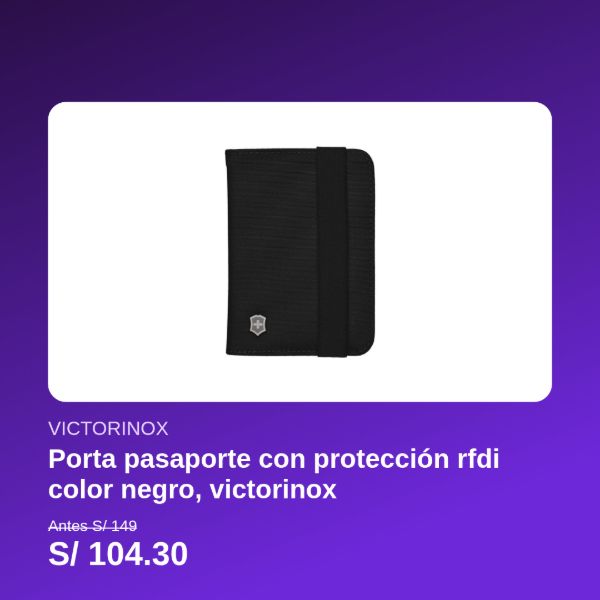 VICTORINOX
Porta pasaporte con protección rfdi
color negro, victorinox
Antes S/ 149
S/ 104.30